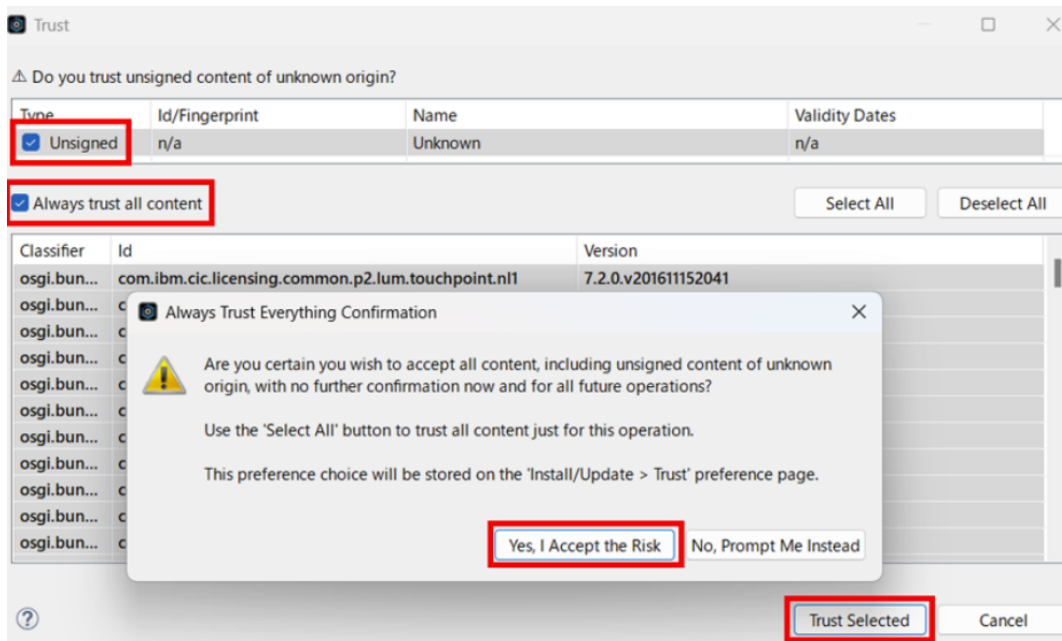 Trust
⚠ Do you trust unsigned content of unknown origin?
Type Id/Fingerprint Name Validity Dates
Unsigned n/a Unknown n/a
Always trust all content Select All Deselect All
Classifier Id Version
osgi.bun... com.ibm.cic.licensing.common.p2.lum.touchpoint.nl1 7.2.0.v201611152041
osgi.bun... c
Always Trust Everything Confirmation
osgi.bun... c
osgi.bun... c
Are you certain you wish to accept all content, including unsigned content of unknown
origin, with no further confirmation now and for all future operations?
osgi.bun... c
osgi.bun... c
Use the 'Select All' button to trust all content just for this operation.
osgi.bun... c
osgi.bun... c
This preference choice will be stored on the 'Install/Update > Trust' preference page.
osgi.bun... c
osgi.bun... c
osgi.bun... c
Yes, I Accept the Risk No, Prompt Me Instead
? Trust Selected Cancel